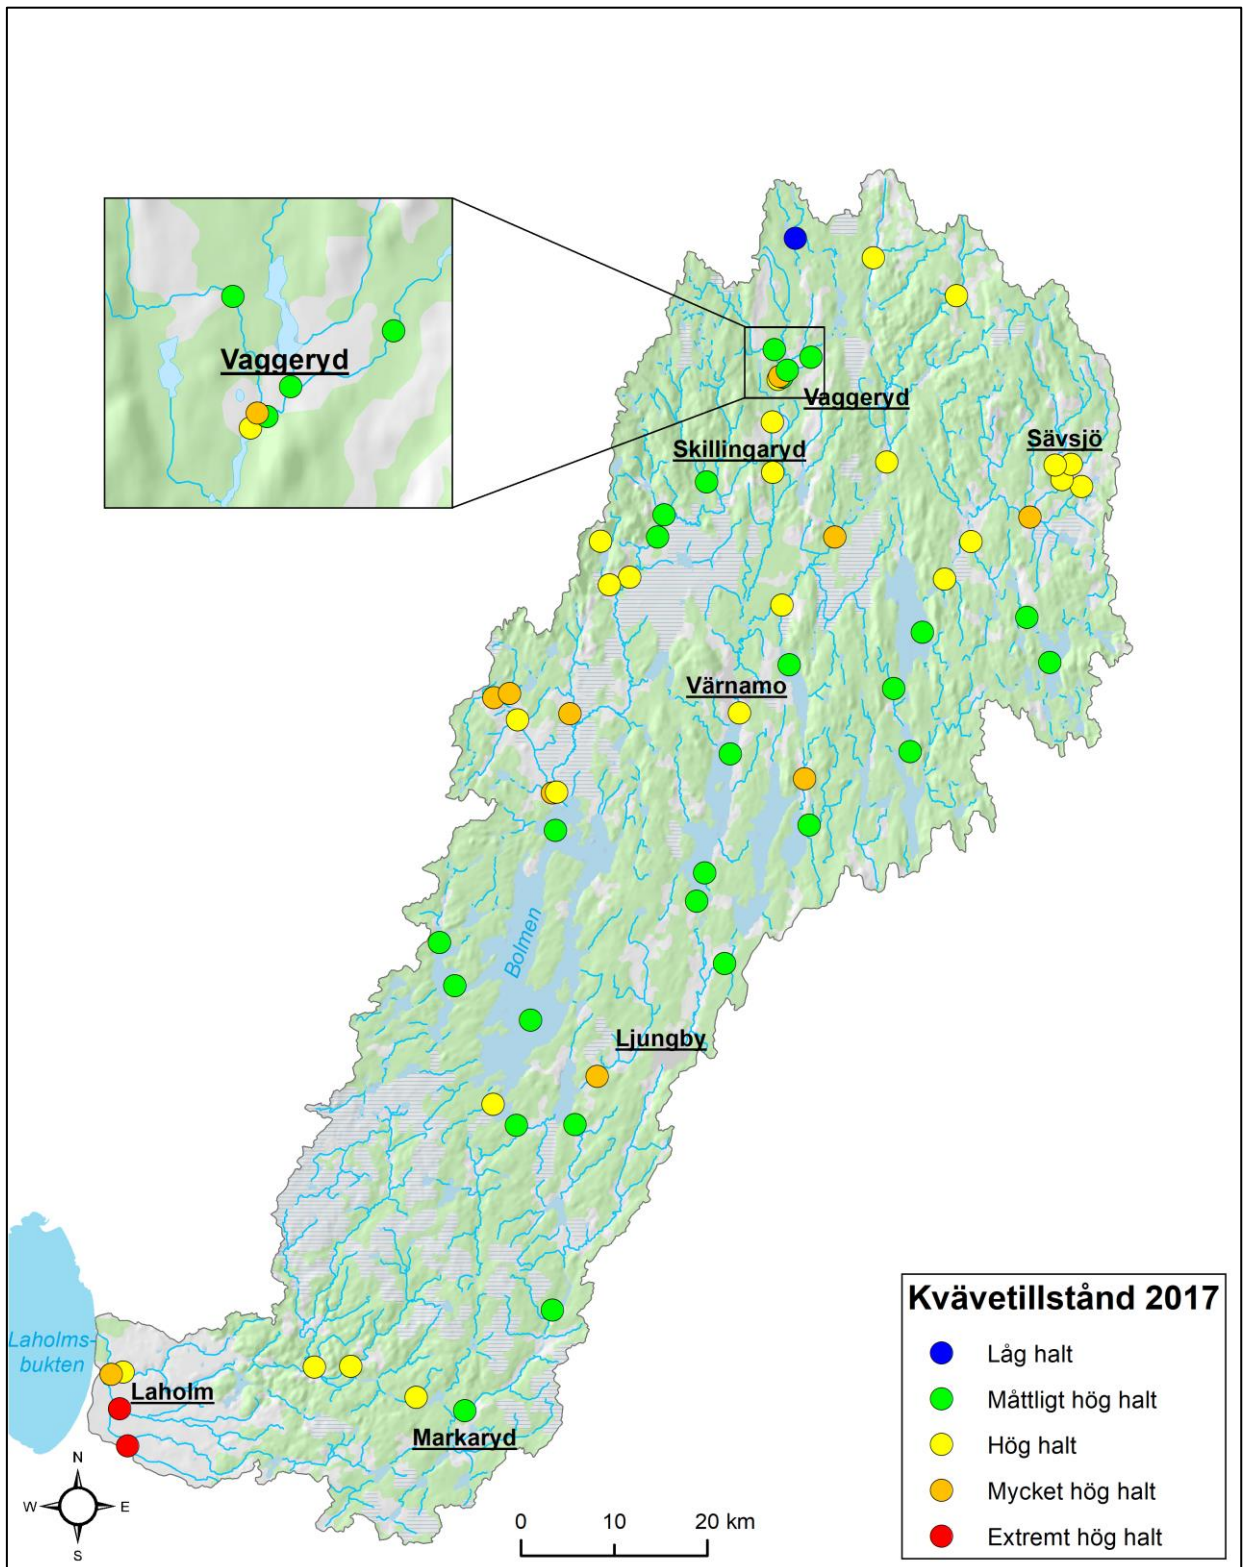 Vaggeryd
Vaggeryd
Skillingaryd
Sävsjö
Värnamo
Bolmen
Ljungby
Laholms-
bukten
Laholm
Markaryd
N
W
E
S
0 10 20 km
Kvävetillstånd 2017
Låg halt
Måttligt hög halt
Hög halt
Mycket hög halt
Extremt hög halt